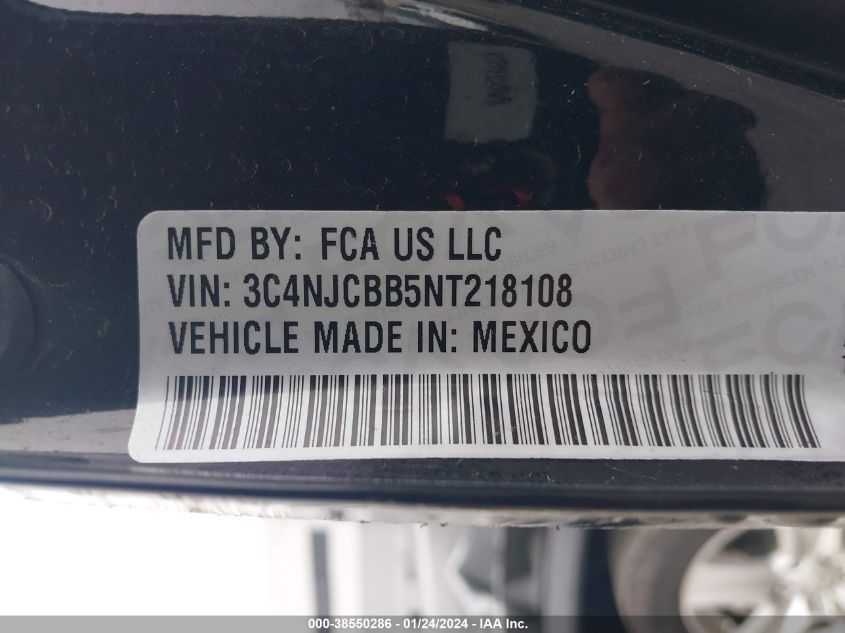 MFD BY: FCA US LLC
VIN: 3C4NJCBB5NT218108
VEHICLE MADE IN: MEXICO
000-38550286 - 01/24/2024 - IAA Inc.